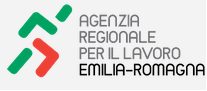 AGENZIA
REGIONALE
PER IL LAVORO
EMILIA-ROMAGNA